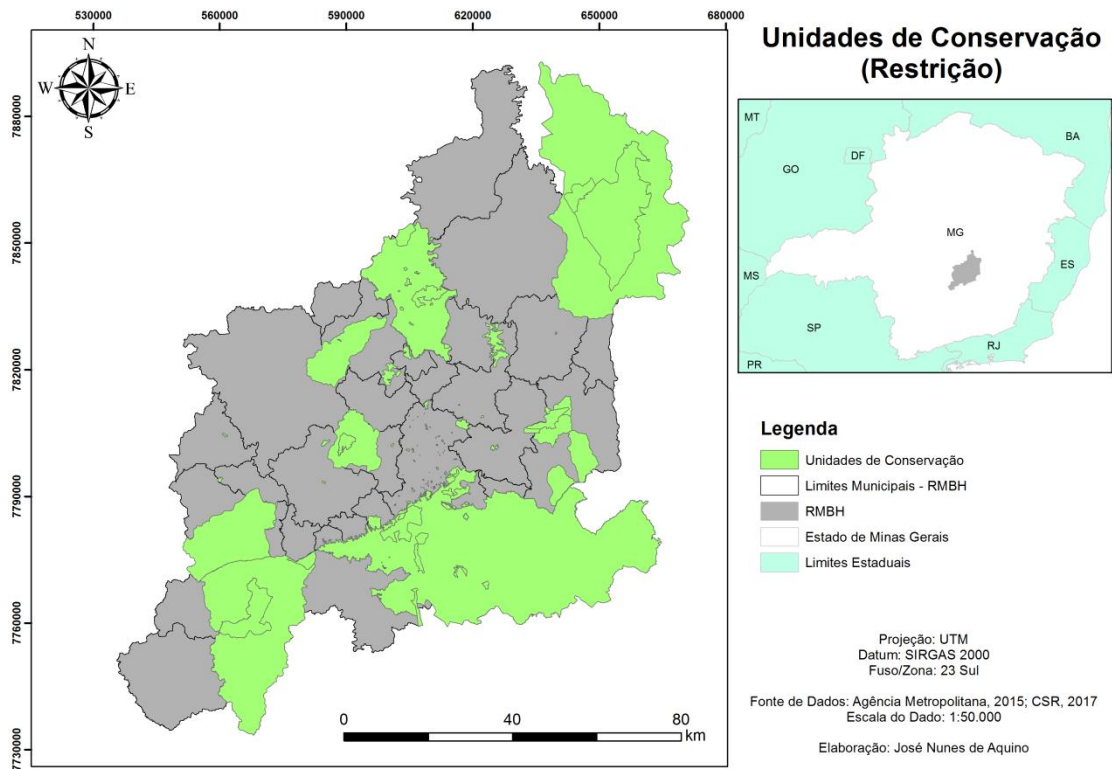 530000 560000 590000 620000 650000 680000
7880000
7850000
7820000
7790000
7760000
7730000
N
W E
S
0 40 80
km
Unidades de Conservação
(Restrição)
MT
BA
DF
GO
MG
MS
ES
SP
RJ
PR
Legenda
Unidades de Conservação
Limites Municipais - RMBH
RMBH
Estado de Minas Gerais
Limites Estaduais
Projeção: UTM
Datum: SIRGAS 2000
Fuso/Zona: 23 Sul
Fonte de Dados: Agência Metropolitana, 2015; CSR, 2017
Escala do Dado: 1:50.000
Elaboração: José Nunes de Aquino